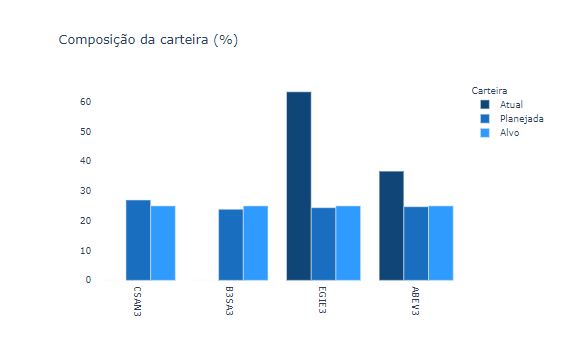 Composição da carteira (%)
Carteira
Atual
Planejada
Alvo
60
50
40
30
20
10
0
CSAN3
B3SA3
EGIE3
ABEV3